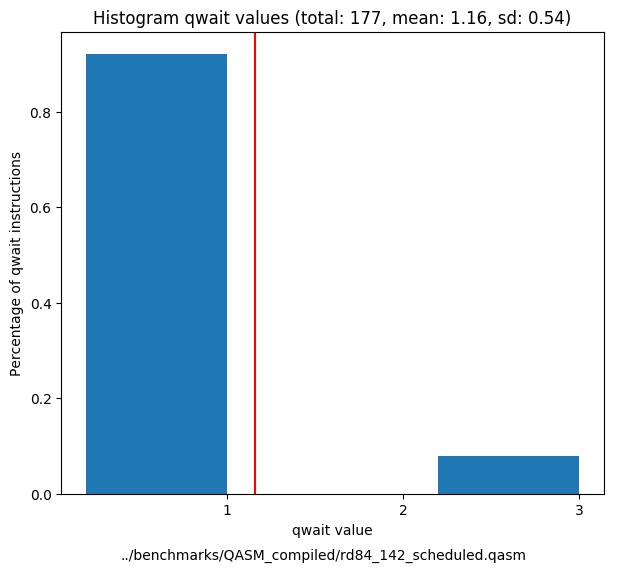 Histogram qwait values (total: 177, mean: 1.16, sd: 0.54)
Percentage of qwait instructions
0.8
0.6
0.4
0.2
0.0
1 2 3
qwait value
../benchmarks/QASM_compiled/rd84_142_scheduled.qasm